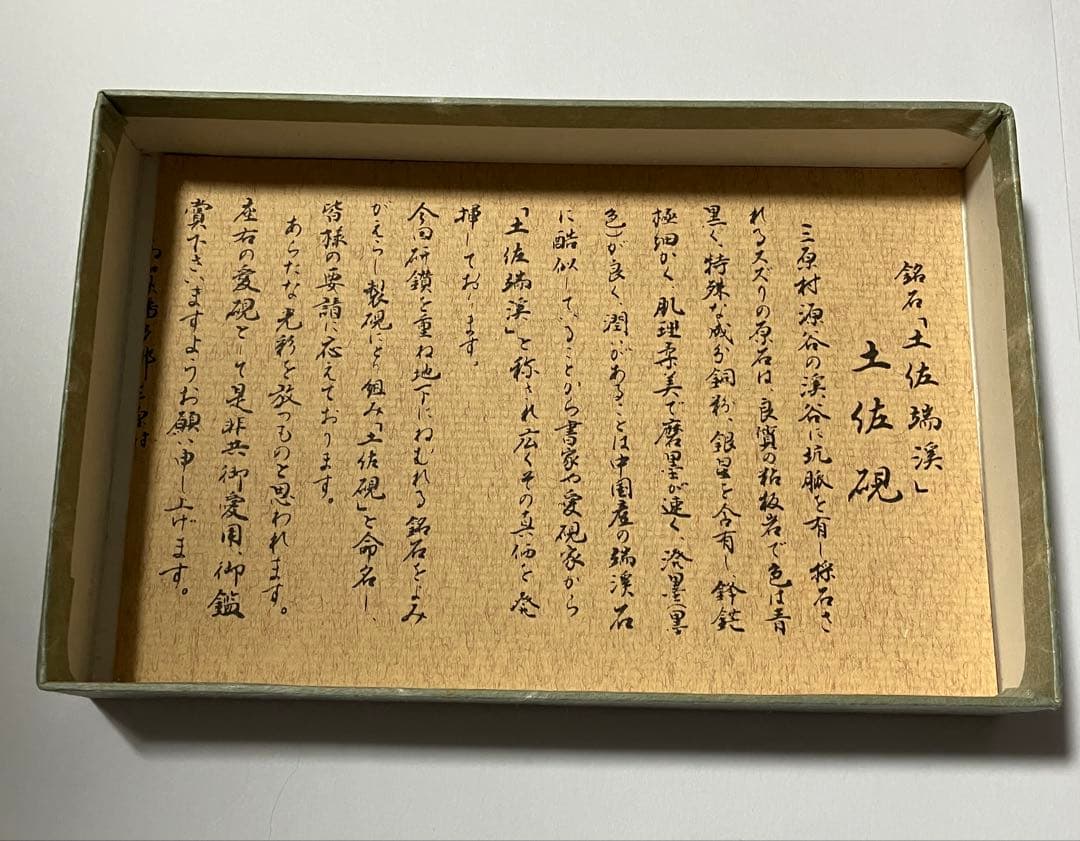 銘石「土佐端溪」
土佐硯
三原村源谷の溪谷に坑脈を有し採石さ
れるスズリの原石は、良質の粘板岩で色は青
黒く、特殊な成分銅粉、銀星を含有し、鋒鋩
極細かく、肌理柔美で磨墨が速く、溌墨(墨
色)が良く、潤いがあることは中国産の端溪石
に酷似していることから書家や愛硯家から
「土佐端溪」と称され広くその真価を発
揮しております。
今回研鑽を重ね地下にねむれる銘石をよみ
がえらし製硯にとり組み「土佐硯」と命名し、
皆様の要請に応えております。
あらたな光彩を放つものと思われます。
座右の愛硯として是非共御愛用、御鑑
賞下さいますようお願い申し上げます。